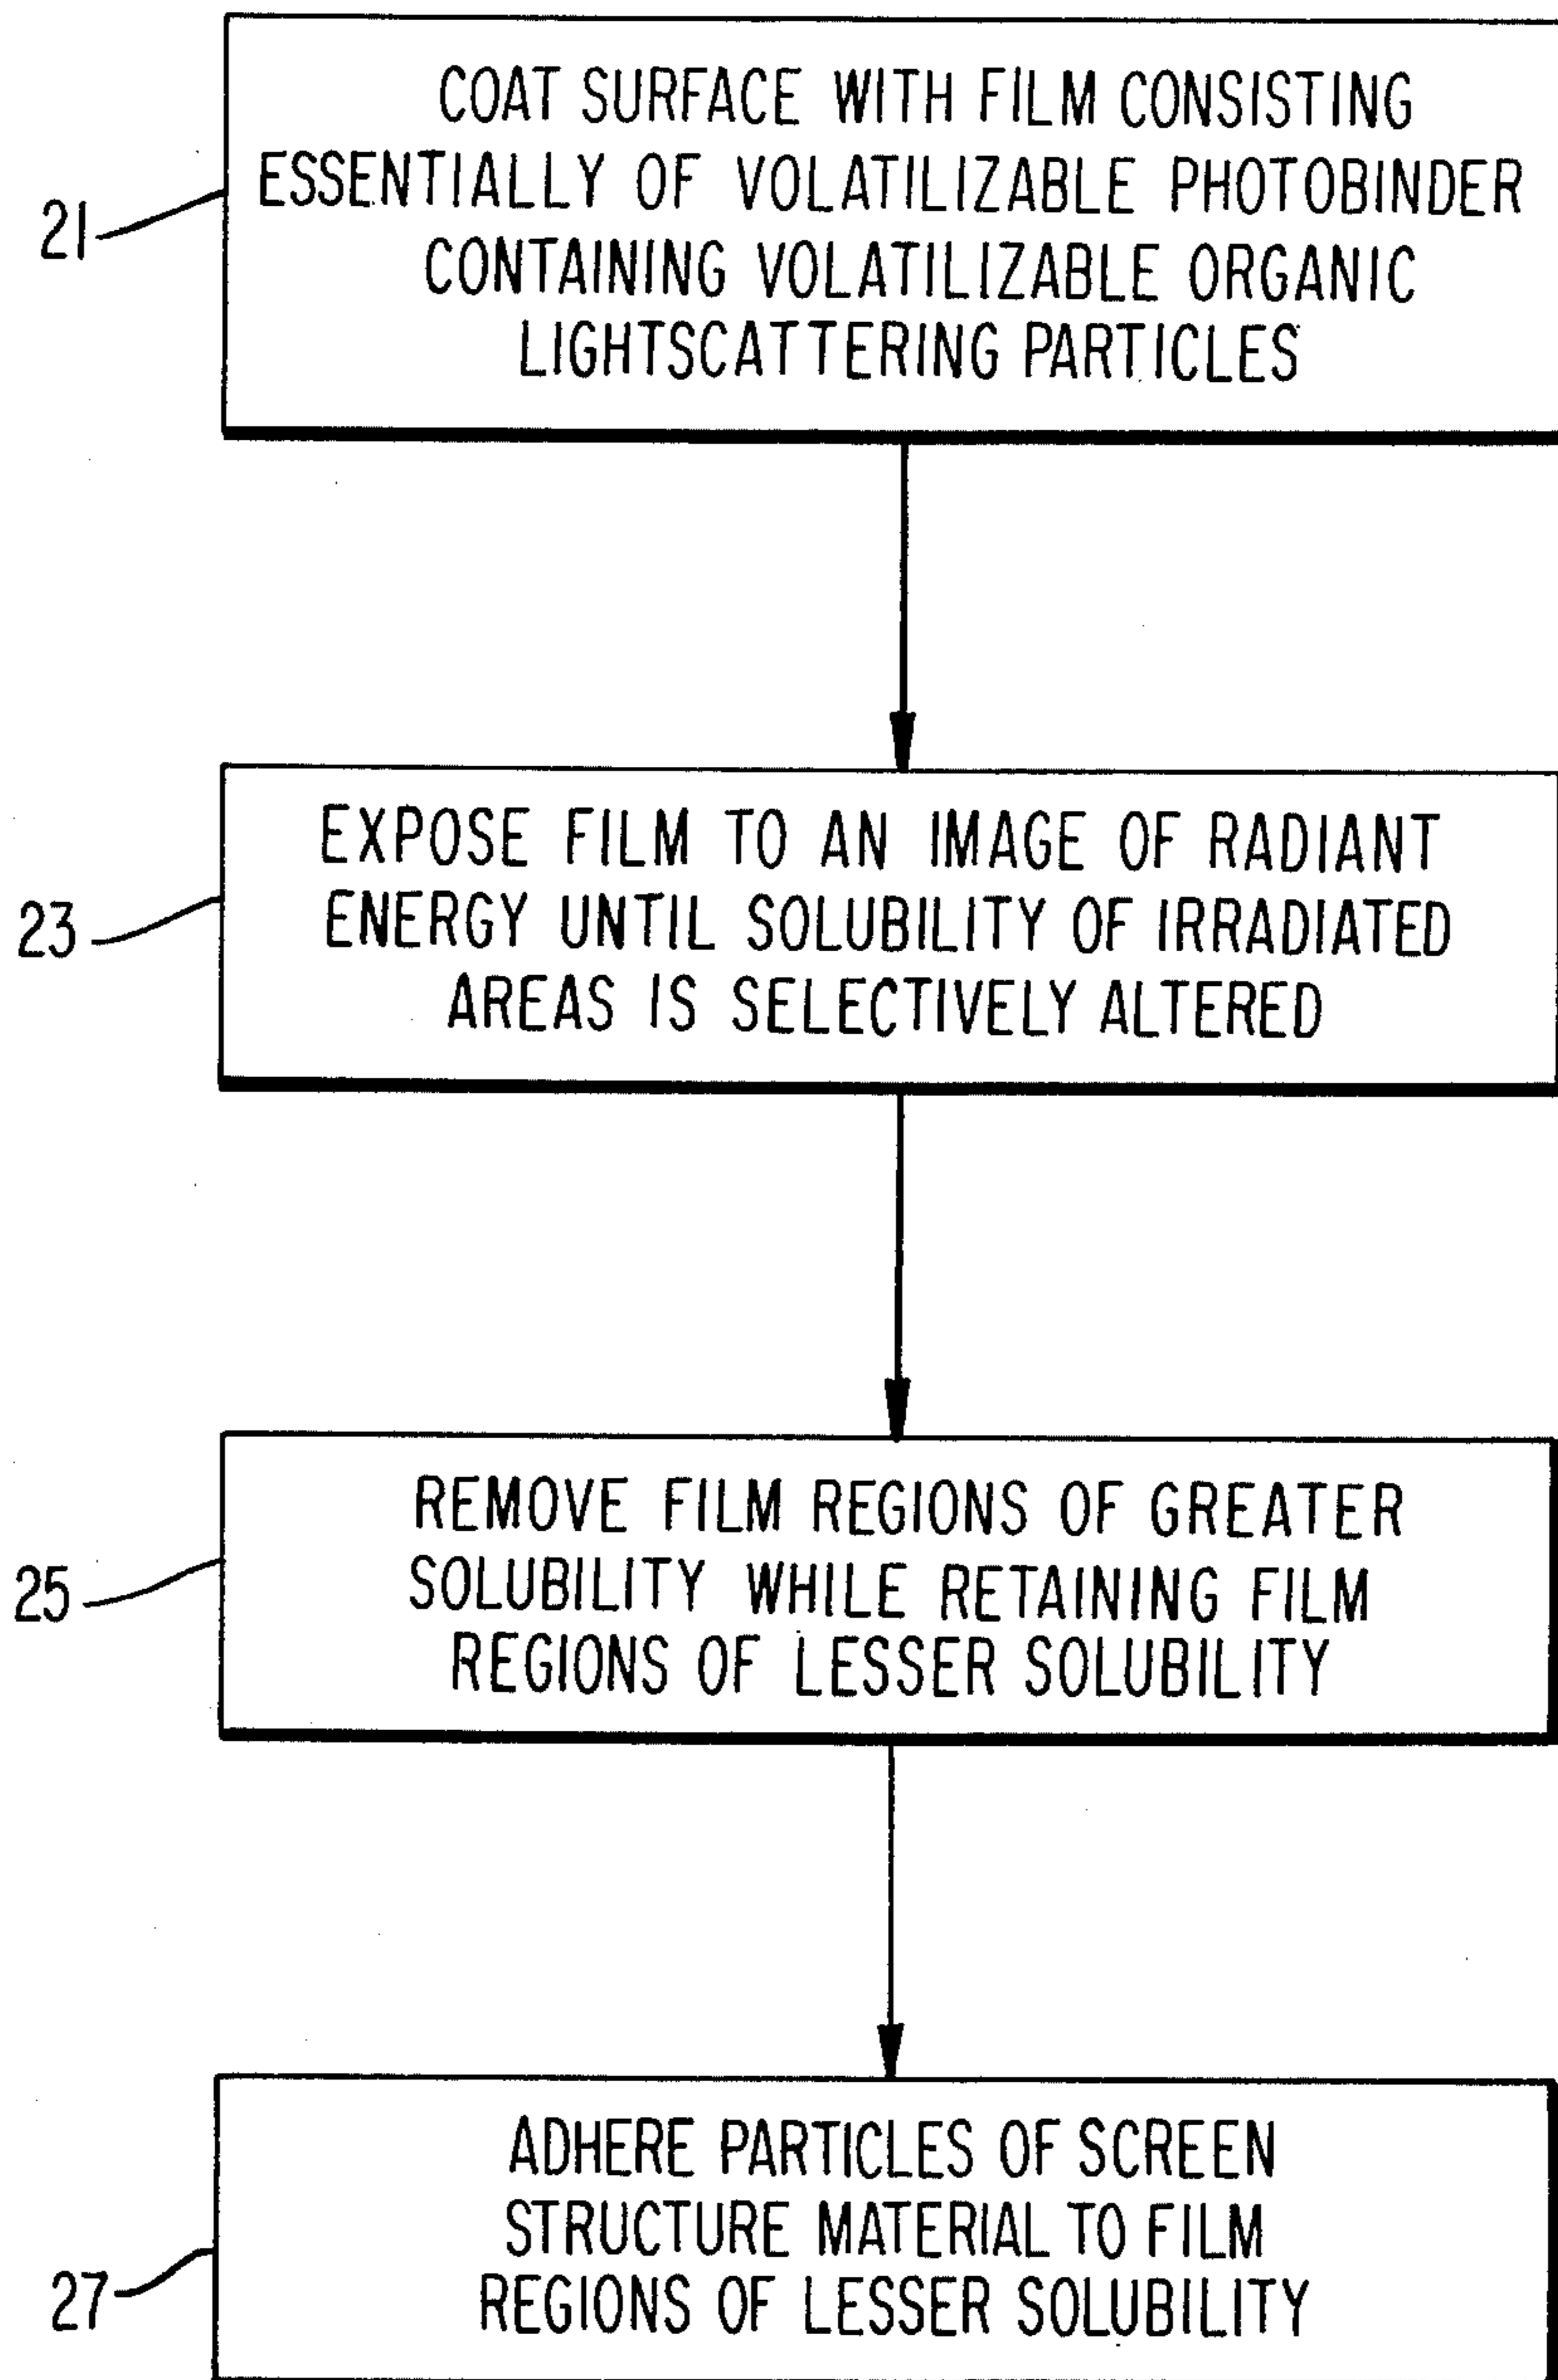 COAT SURFACE WITH FILM CONSISTING
ESSENTIALLY OF VOLATILIZABLE PHOTOBINDER
CONTAINING VOLATILIZABLE ORGANIC
LIGHTSCATTERING PARTICLES
21
EXPOSE FILM TO AN IMAGE OF RADIANT
ENERGY UNTIL SOLUBILITY OF IRRADIATED
AREAS IS SELECTIVELY ALTERED
23
REMOVE FILM REGIONS OF GREATER
SOLUBILITY WHILE RETAINING FILM
REGIONS OF LESSER SOLUBILITY
25
ADHERE PARTICLES OF SCREEN
STRUCTURE MATERIAL TO FILM
REGIONS OF LESSER SOLUBILITY
27